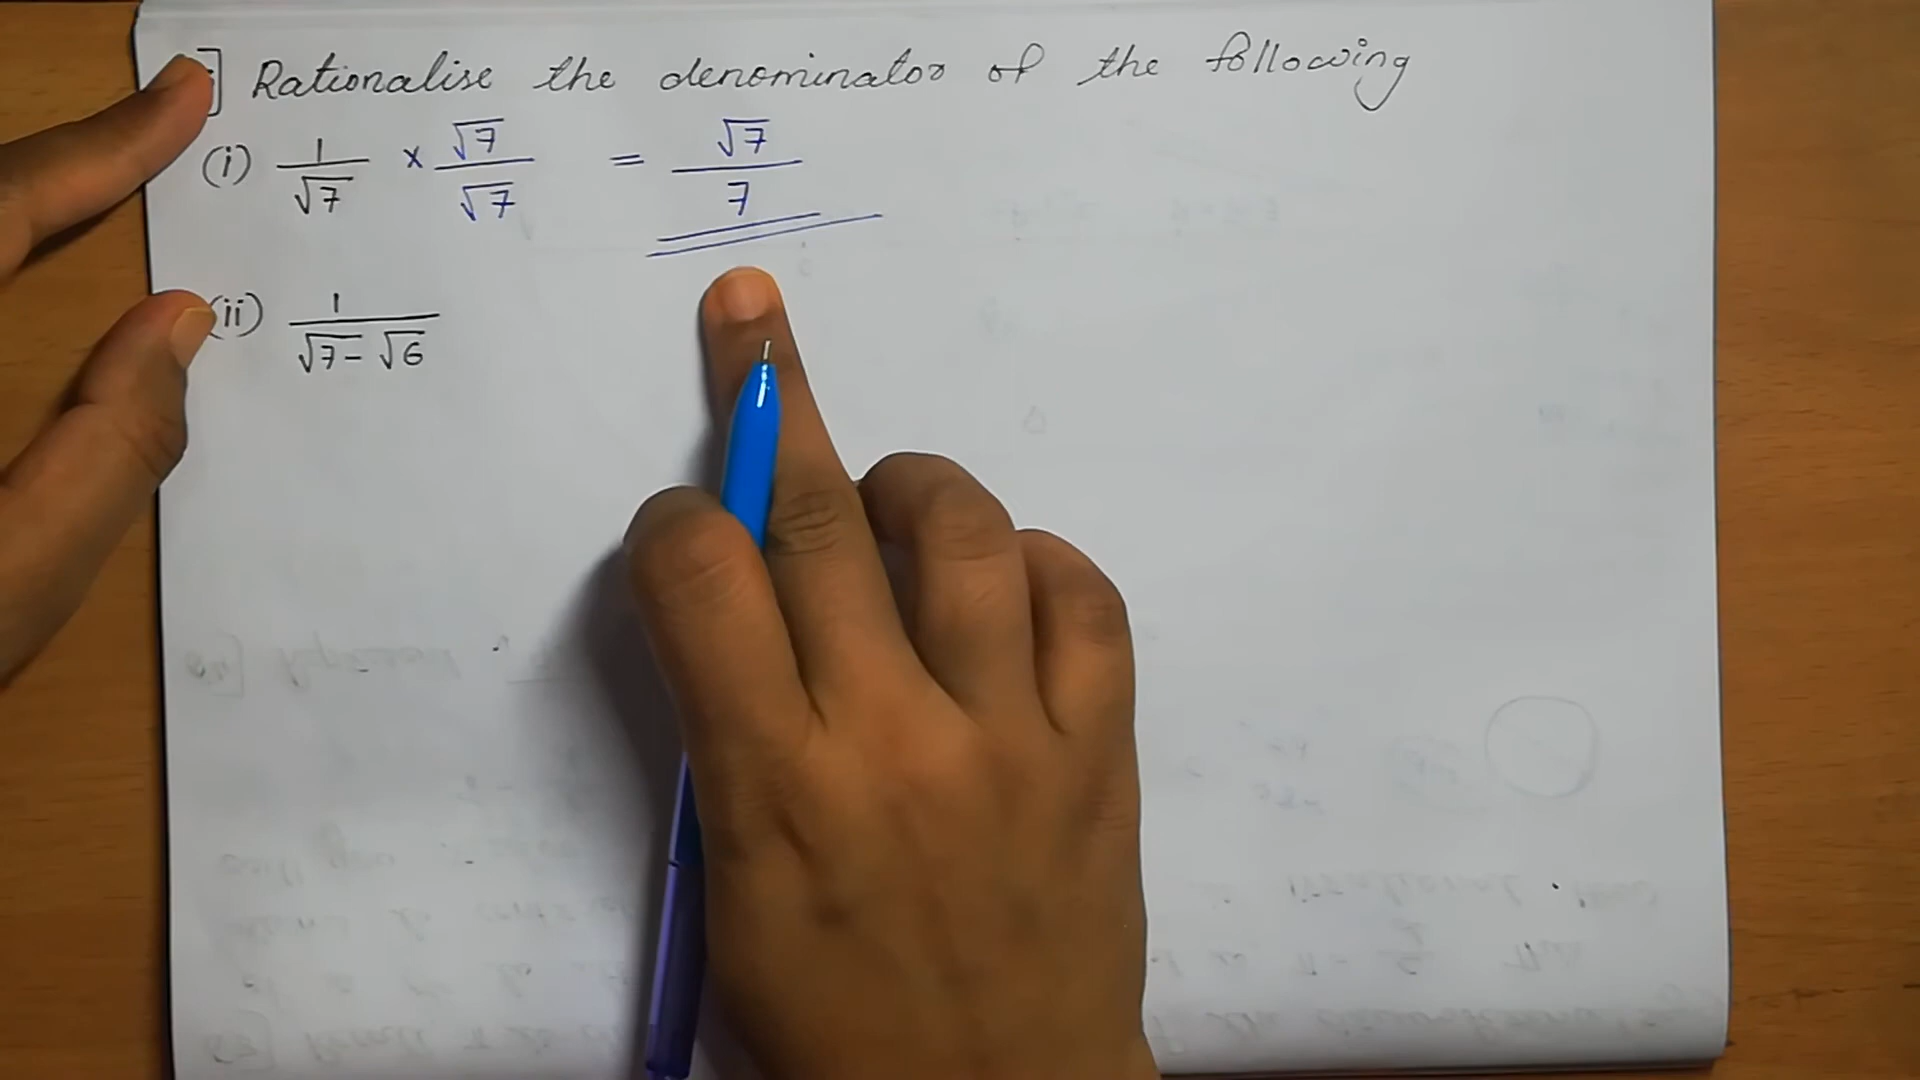 ] Rationalise the denominator of the following
(i) 1/√7 × √7/√7 = √7/7
(ii) 1/(√7 - √6)